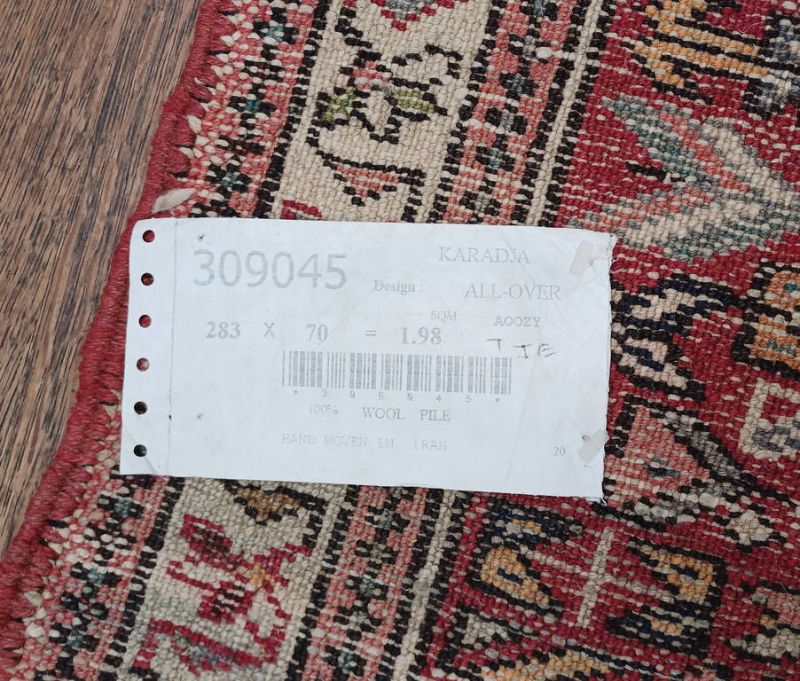 309045
KARADJA
Design : ALL-OVER
283 X 70 = 1.98 SQM AOOZY
*309045*
100% WOOL PILE
HAND WOVEN IN IRAN
20